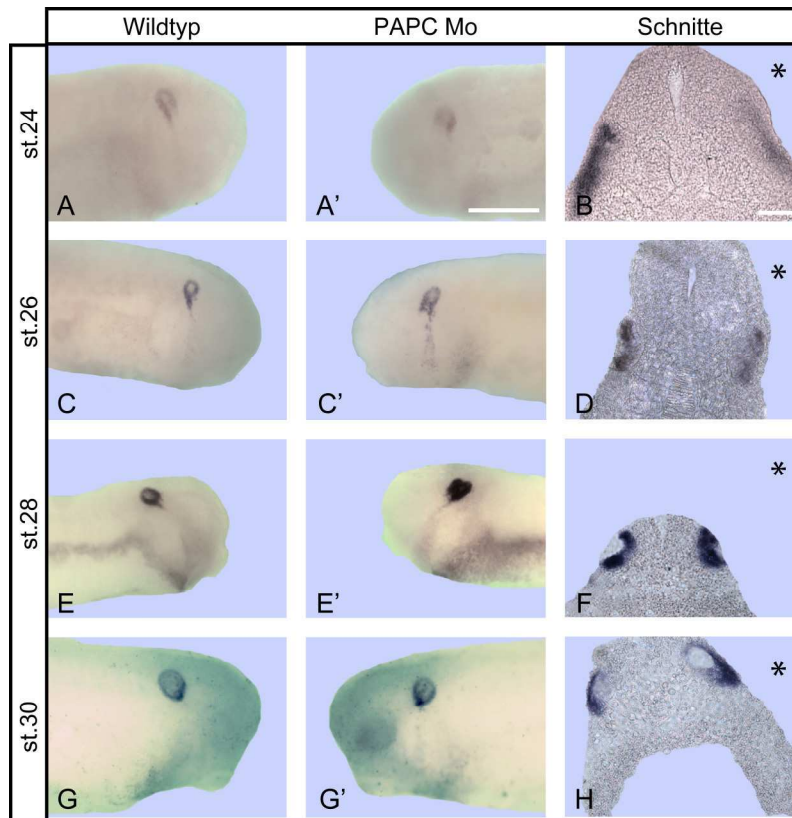 Wildtyp PAPC Mo Schnitte
st.24
A A' B *
st.26
C C' D *
st.28
E E' F *
st.30
G G' H *